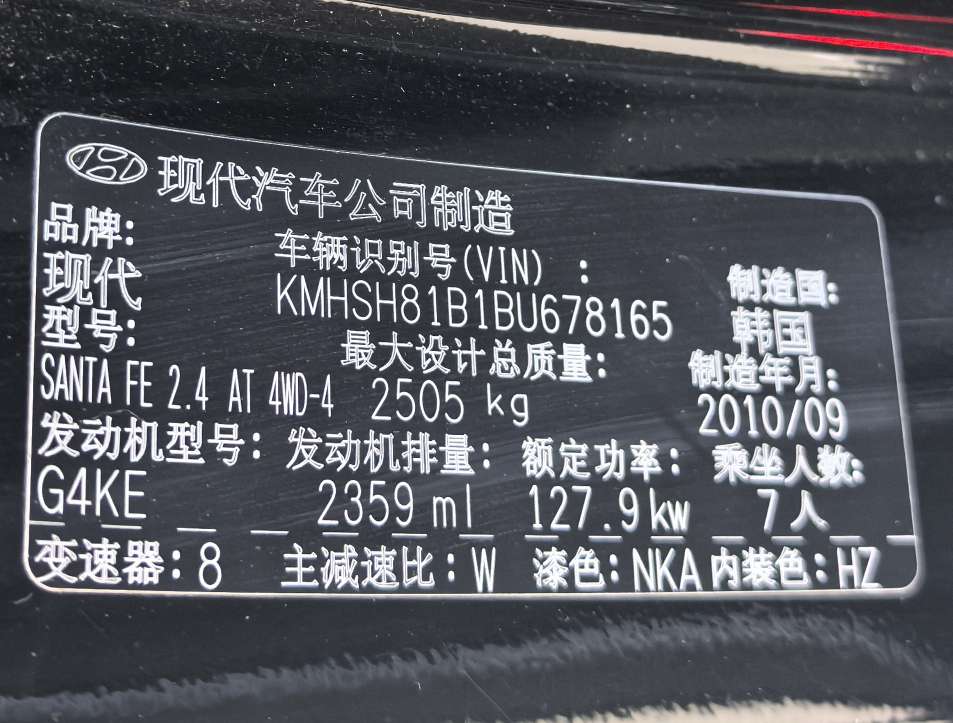 现代汽车公司制造
品牌:
现代
车辆识别号(VIN) :
KMHSH81B1BU678165
制造国:
韩国
型号:
SANTA FE 2.4 AT 4WD-4
最大设计总质量:
2505 kg
制造年月:
2010/09
发动机型号:
G4KE
发动机排量:
2359 ml
额定功率:
127.9kw
乘坐人数:
7人
变速器:8 主减速比:W 漆色:NKA 内装色:HZ